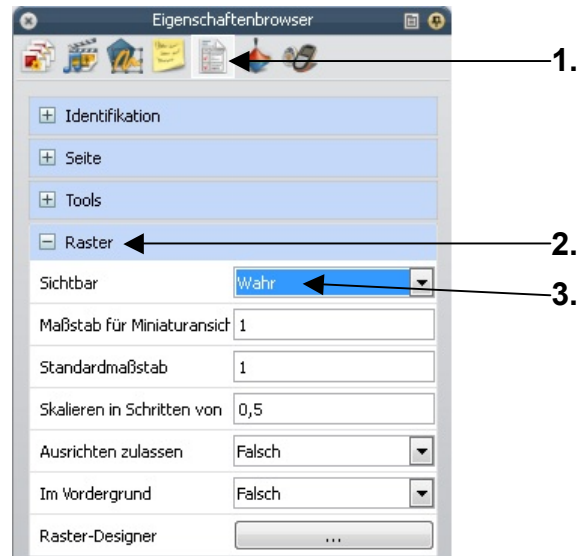 Eigenschaftenbrowser
1.
Identifikation
Seite
Tools
Raster
2.
Sichtbar Wahr
3.
Maßstab für Miniaturansich 1
Standardmaßstab 1
Skalieren in Schritten von 0,5
Ausrichten zulassen Falsch
Im Vordergrund Falsch
Raster-Designer ...